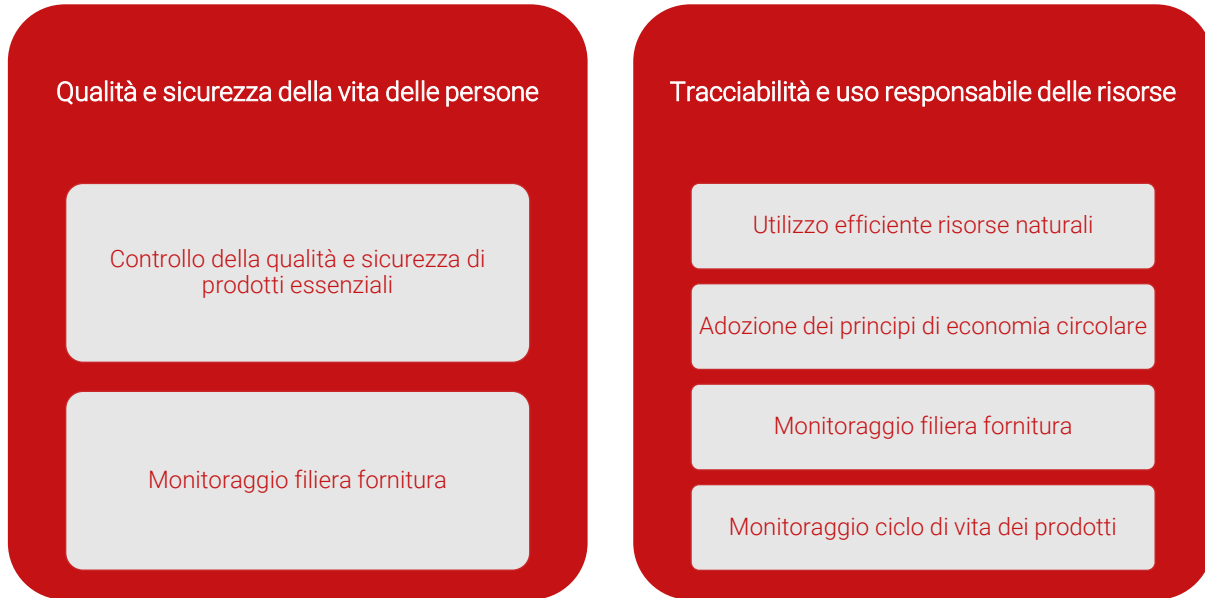 Qualità e sicurezza della vita delle persone
Controllo della qualità e sicurezza di
prodotti essenziali
Monitoraggio filiera fornitura
Tracciabilità e uso responsabile delle risorse
Utilizzo efficiente risorse naturali
Adozione dei principi di economia circolare
Monitoraggio filiera fornitura
Monitoraggio ciclo di vita dei prodotti